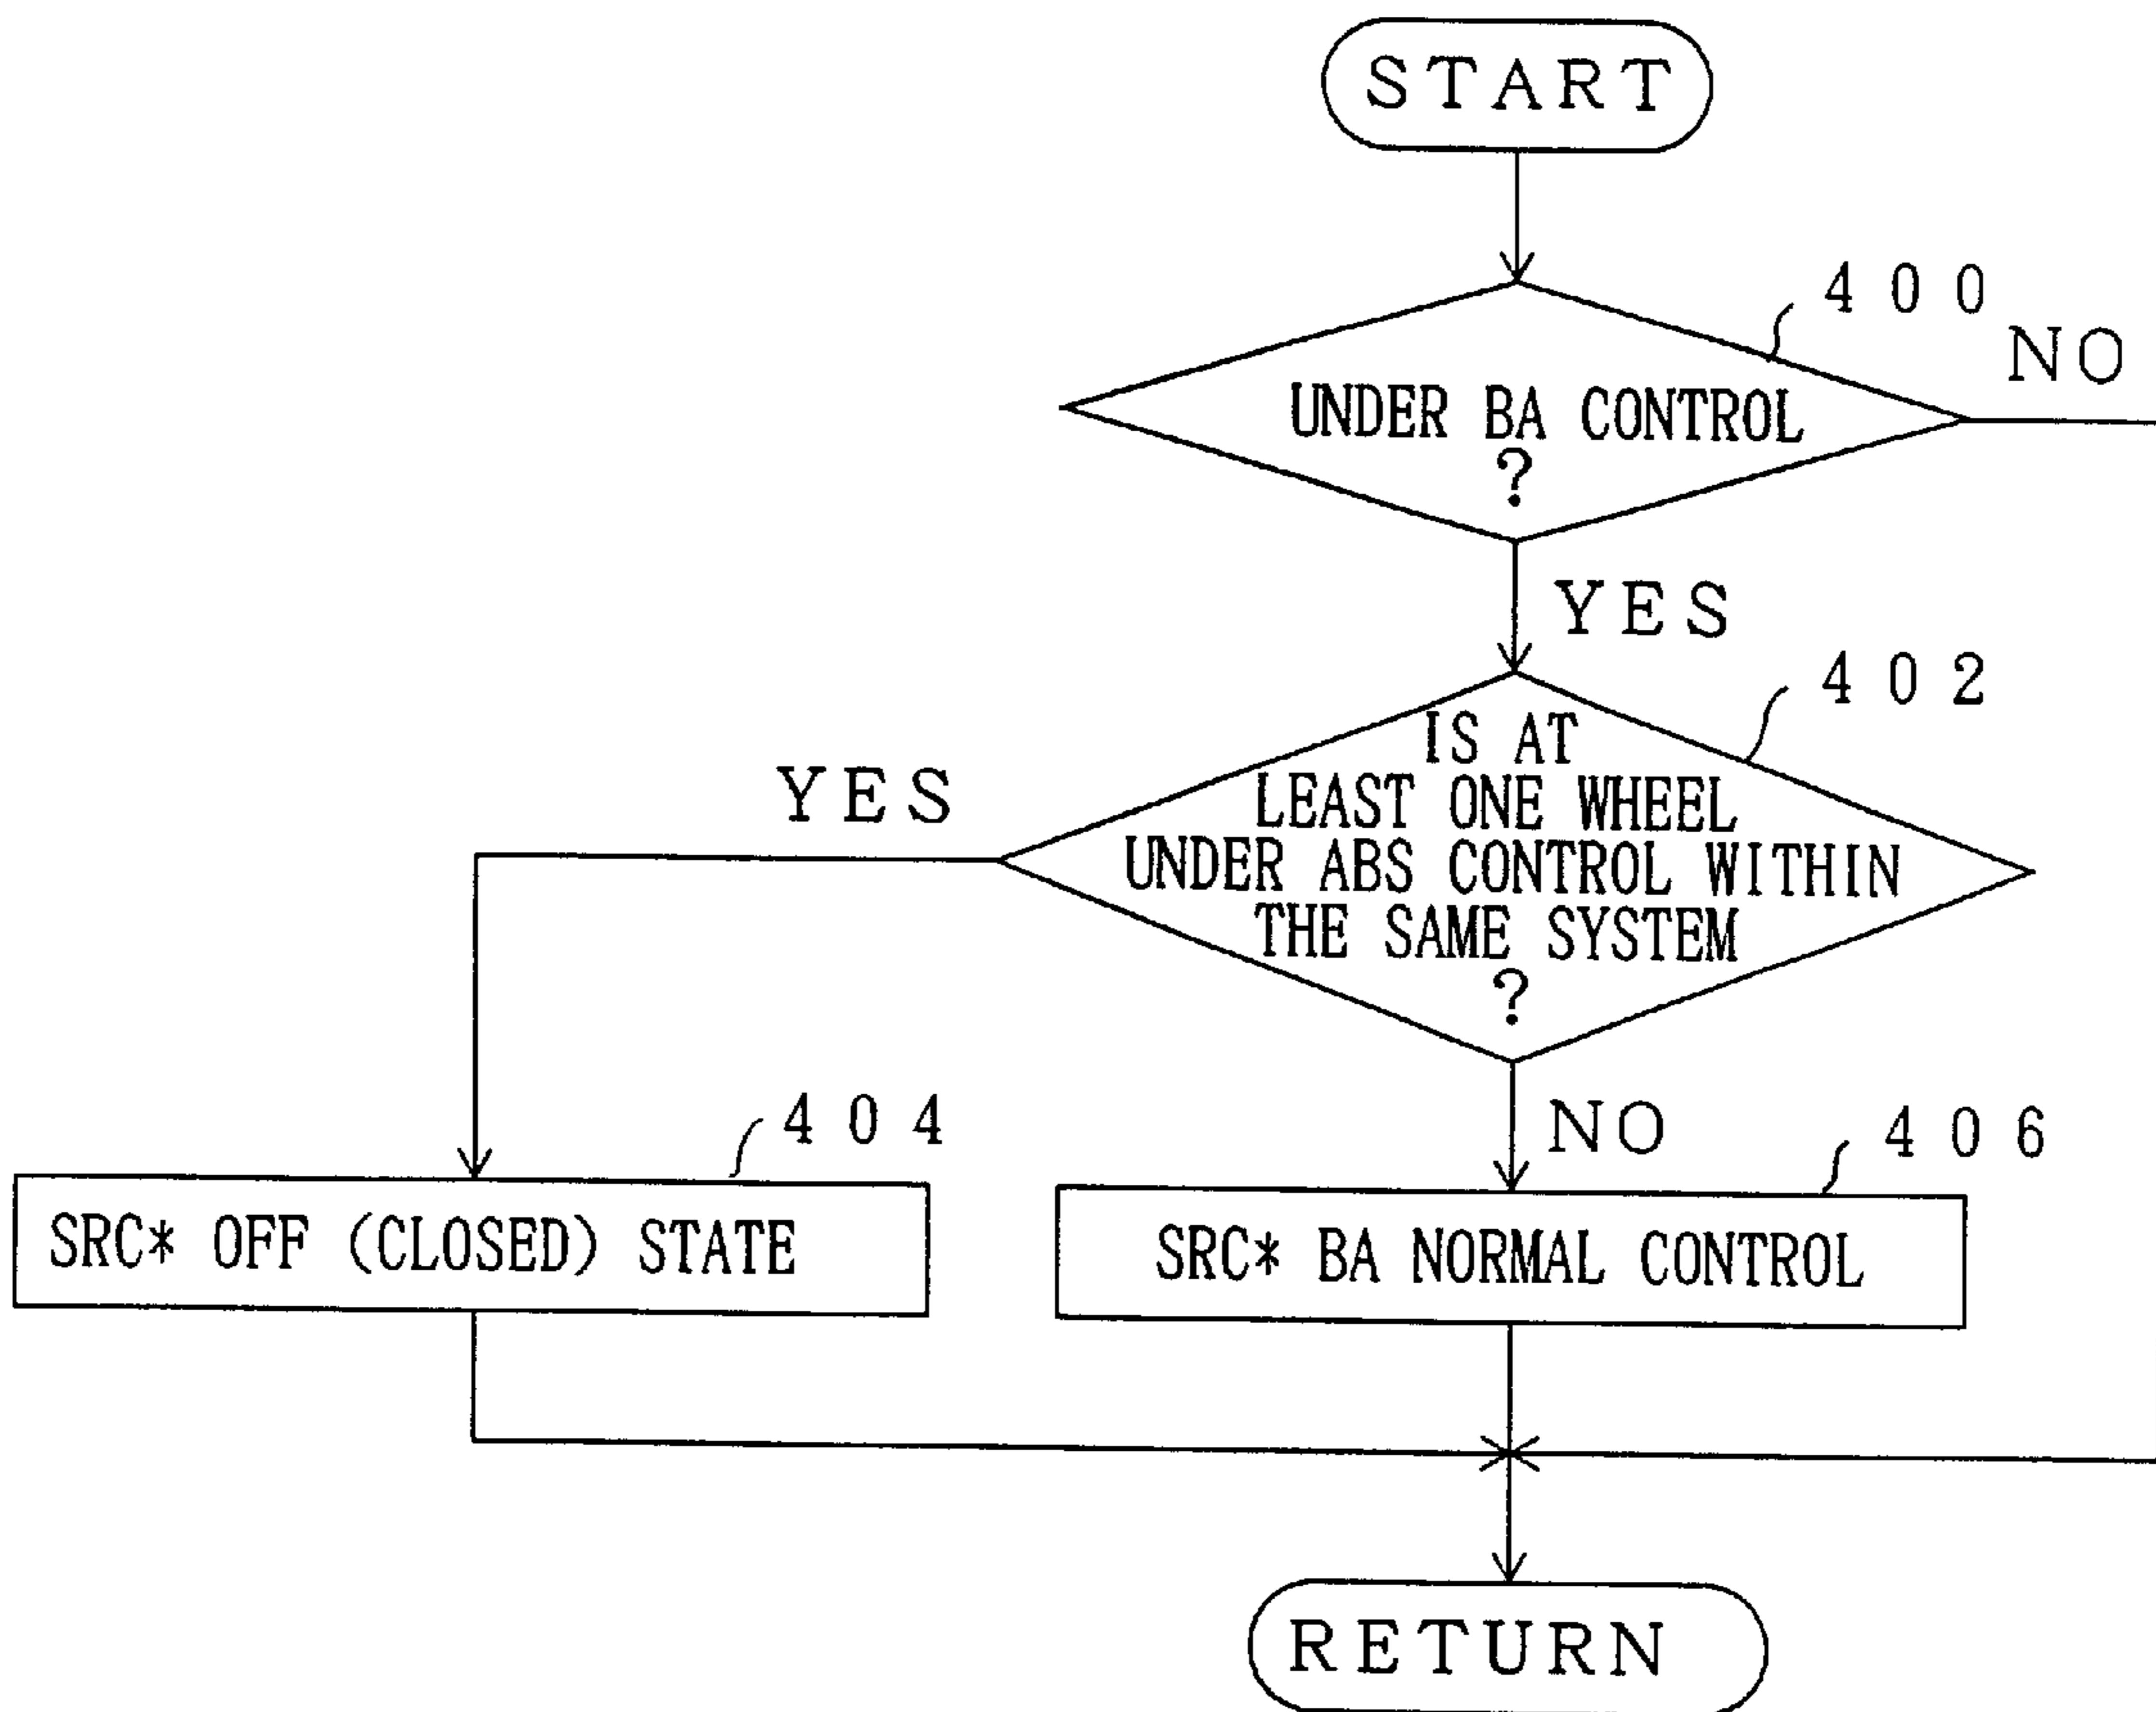 START
400
NO
UNDER BA CONTROL
?
YES
402
IS AT
LEAST ONE WHEEL
UNDER ABS CONTROL WITHIN
THE SAME SYSTEM
?
YES
NO
404
406
SRC* OFF (CLOSED) STATE
SRC* BA NORMAL CONTROL
RETURN